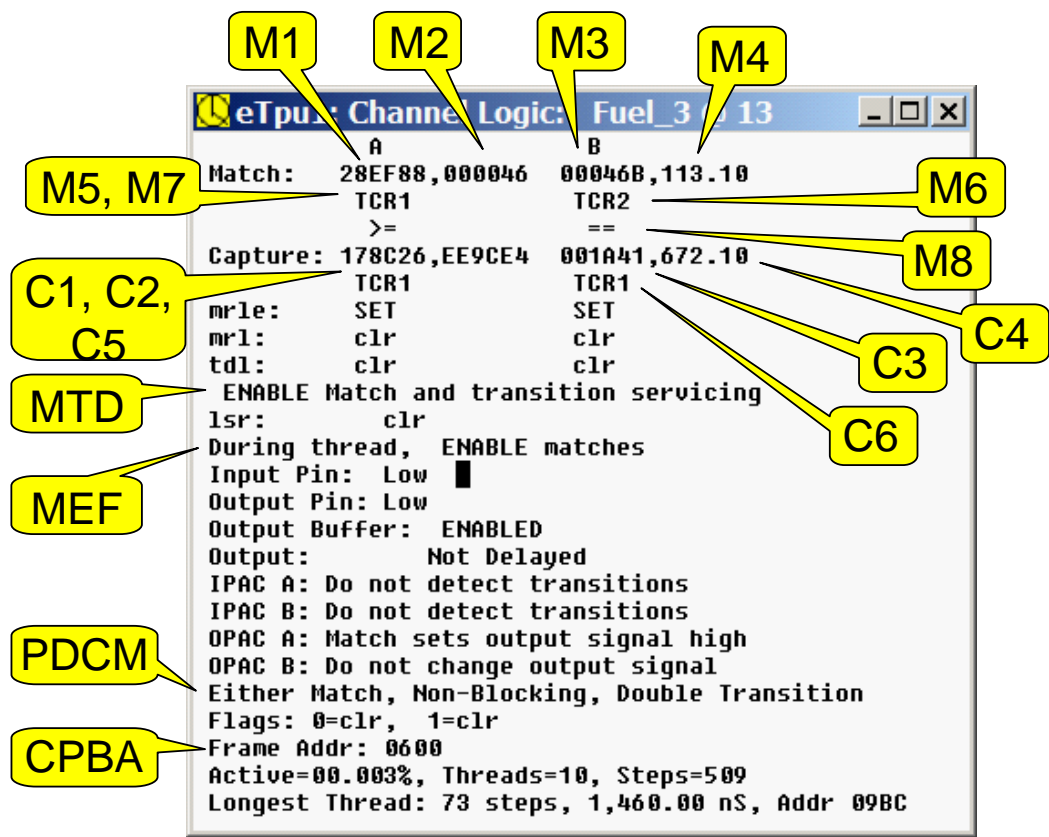 M1 M2 M3 M4
eTpu1: Channel Logic: Fuel_3 @ 13
A B
Match: 28EF88,000046 00046B,113.10
M5, M7
TCR1 TCR2
M6
>= ==
M8
Capture: 178C26,EE9CE4 001A41,672.10
C1, C2,
C5
TCR1 TCR1
C4
mrle: SET SET
mrl: clr clr
C3
tdl: clr clr
MTD
ENABLE Match and transition servicing
lsr: clr
C6
During thread, ENABLE matches
MEF
Input Pin: Low
Output Pin: Low
Output Buffer: ENABLED
Output: Not Delayed
IPAC A: Do not detect transitions
IPAC B: Do not detect transitions
OPAC A: Match sets output signal high
PDCM
OPAC B: Do not change output signal
Either Match, Non-Blocking, Double Transition
Flags: 0=clr, 1=clr
CPBA
Frame Addr: 0600
Active=00.003%, Threads=10, Steps=509
Longest Thread: 73 steps, 1,460.00 nS, Addr 09BC